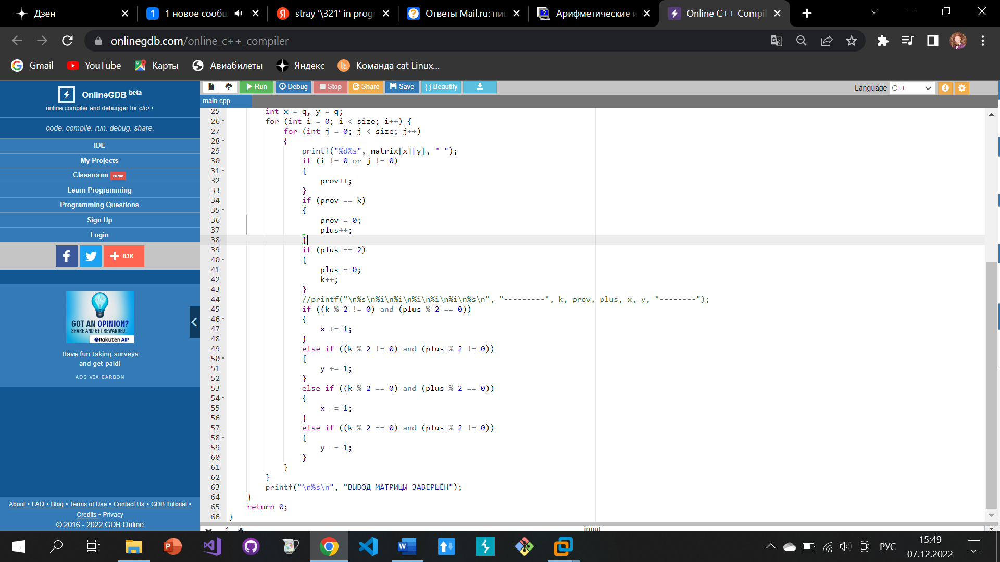 Дзен
1 новое сообщ
stray ‘\321’ in progr
Ответы Mail.ru: пи
Арифметические и
Online C++ Compil
onlinegdb.com/online_c++_compiler
Gmail
YouTube
Карты
Авиабилеты
Яндекс
Команда cat Linux...
OnlineGDB beta
online compiler and debugger for c/c++
code. compile. run. debug. share.
IDE
My Projects
Classroom new
Learn Programming
Programming Questions
Sign Up
Login
83K
GOT AN OPINION?
SHARE AND GET REWARDED.
Rakuten AIP
Have fun taking surveys
and get paid!
ADS VIA CARBON
About • FAQ • Blog • Terms of Use • Contact Us • GDB Tutorial •
Credits • Privacy
© 2016 - 2022 GDB Online
Run
Debug
Stop
Share
Save
{ } Beautify
Language C++
main.cpp
25 int x = q, y = q;
26 for (int i = 0; i < size; i++) {
27 for (int j = 0; j < size; j++)
28 {
29 printf("%d%s", matrix[x][y], " ");
30 if (i != 0 or j != 0)
31 {
32 prov++;
33 }
34 if (prov == k)
35 {
36 prov = 0;
37 plus++;
38 }
39 if (plus == 2)
40 {
41 plus = 0;
42 k++;
43 }
44 //printf("\n%s\n%i\n%i\n%i\n%i\n%i\n%s\n", "---------", k, prov, plus, x, y, "--------");
45 if ((k % 2 != 0) and (plus % 2 == 0))
46 {
47 x += 1;
48 }
49 else if ((k % 2 != 0) and (plus % 2 != 0))
50 {
51 y += 1;
52 }
53 else if ((k % 2 == 0) and (plus % 2 == 0))
54 {
55 x -= 1;
56 }
57 else if ((k % 2 == 0) and (plus % 2 != 0))
58 {
59 y -= 1;
60 }
61 }
62 }
63 printf("\n%s\n", "ВЫВОД МАТРИЦЫ ЗАВЕРШЁН");
64 }
65 return 0;
66 }
input
РУС
15:49
07.12.2022